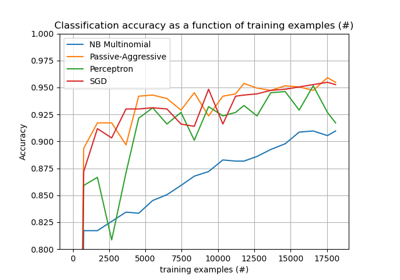 Classification accuracy as a function of training examples (#)
1.000
0.975
0.950
0.925
0.900
0.875
0.850
0.825
0.800
Accuracy
NB Multinomial
Passive-Aggressive
Perceptron
SGD
0 2500 5000 7500 10000 12500 15000 17500
training examples (#)